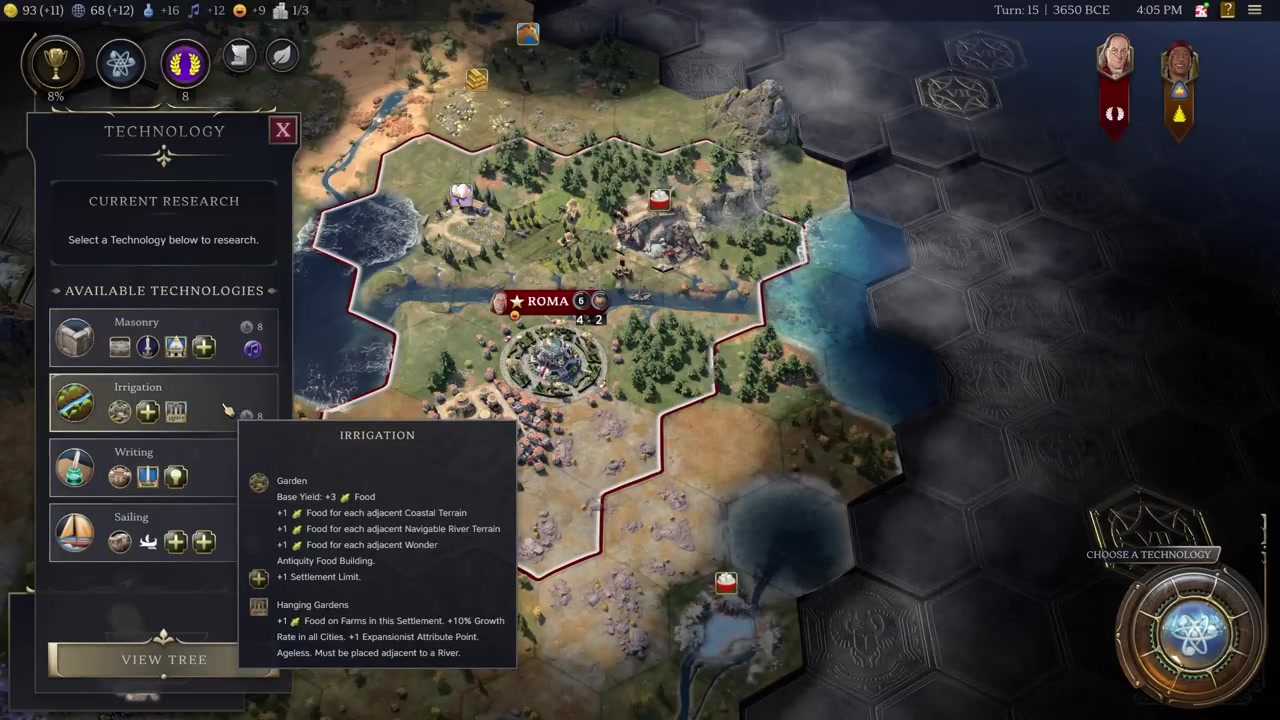 93 (+11) 68 (+12) +16 +12 +9 1/3
Turn: 15 | 3650 BCE 4:05 PM ?
8% 8
TECHNOLOGY X
CURRENT RESEARCH
Select a Technology below to research.
AVAILABLE TECHNOLOGIES
Masonry 8
Irrigation 8
Writing
Sailing
VIEW TREE
IRRIGATION
Garden
Base Yield: +3 Food
+1 Food for each adjacent Coastal Terrain
+1 Food for each adjacent Navigable River Terrain
+1 Food for each adjacent Wonder
Antiquity Food Building.
+1 Settlement Limit.
Hanging Gardens
+1 Food on Farms in this Settlement. +10% Growth
Rate in all Cities. +1 Expansionist Attribute Point.
Ageless. Must be placed adjacent to a River.
ROMA 6
4 - 2
VII
VII
CHOOSE A TECHNOLOGY